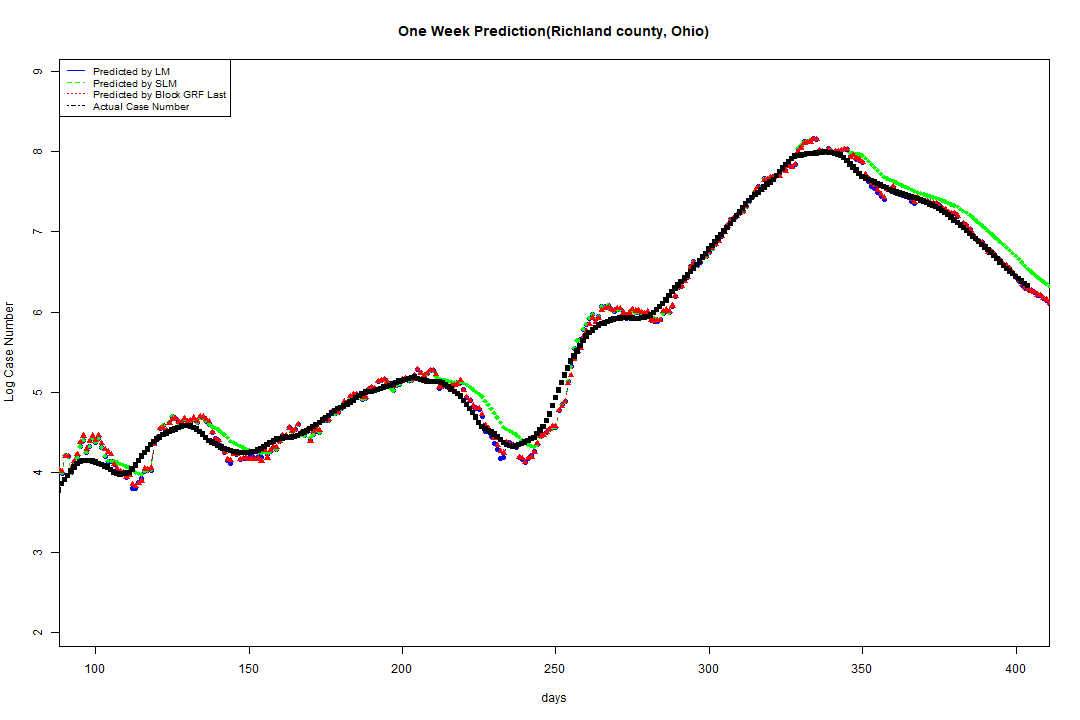 One Week Prediction(Richland county, Ohio)
Predicted by LM
Predicted by SLM
Predicted by Block GRF Last
Actual Case Number
9
8
7
6
5
4
3
2
Log Case Number
100 150 200 250 300 350 400
days